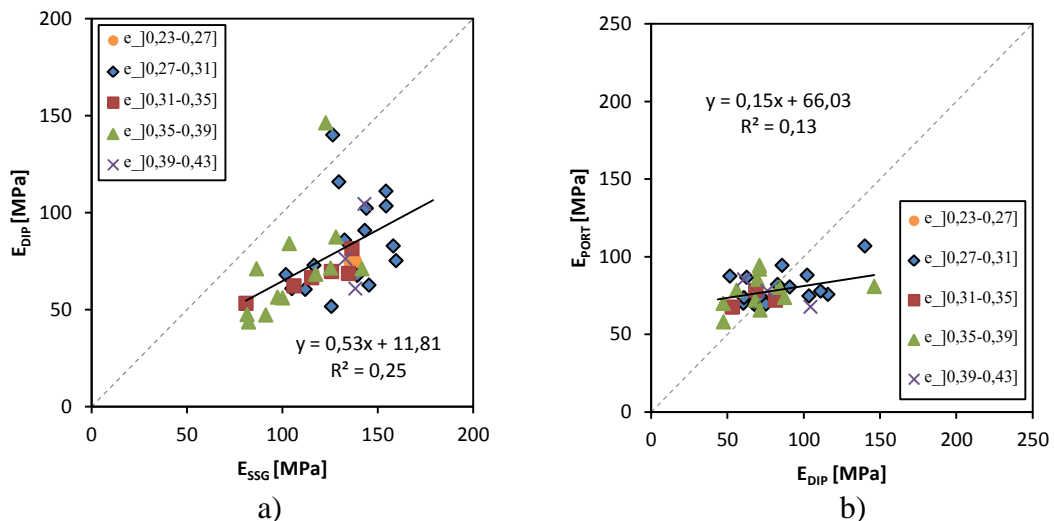 200
150
100
50
0
E_DIP [MPa]
e_]0,23-0,27]
e_]0,27-0,31]
e_]0,31-0,35]
e_]0,35-0,39]
e_]0,39-0,43]
y = 0,53x + 11,81
R² = 0,25
0 50 100 150 200
E_SSG [MPa]
a)
250
200
150
100
50
0
E_PORT [MPa]
y = 0,15x + 66,03
R² = 0,13
e_]0,23-0,27]
e_]0,27-0,31]
e_]0,31-0,35]
e_]0,35-0,39]
e_]0,39-0,43]
0 50 100 150 200 250
E_DIP [MPa]
b)